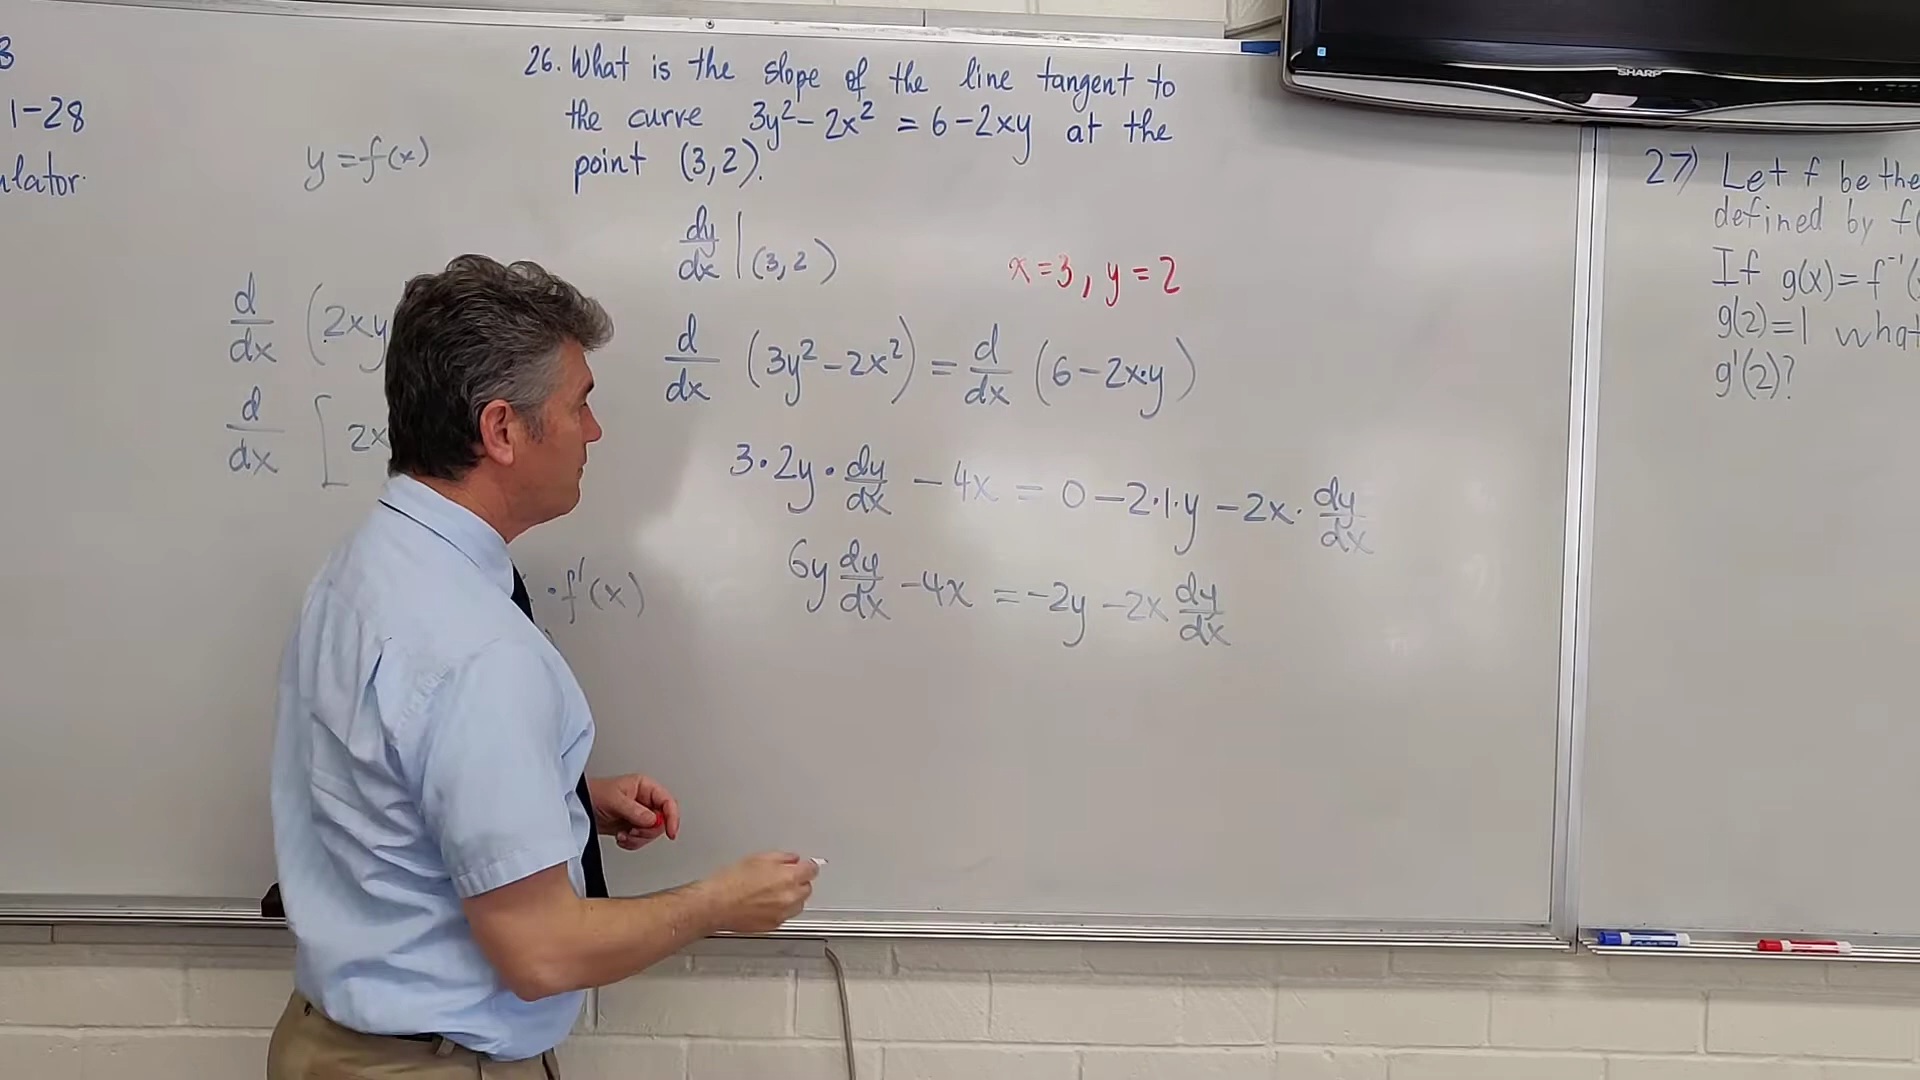 3
1-28
y = f(x)
d/dx (2xy
d/dx [2x
· f'(x)
26. What is the slope of the line tangent to
the curve 3y² - 2x² = 6 - 2xy at the
point (3,2).
dy/dx |(3,2)
x = 3, y = 2
d/dx (3y² - 2x²) = d/dx (6 - 2x·y)
3·2y·dy/dx - 4x = 0 - 2·1·y - 2x·dy/dx
6y dy/dx - 4x = -2y - 2x dy/dx
SHARP
27) Let f be the
defined by f(
If g(x) = f⁻¹(
g(2) = 1 what
g'(2)?